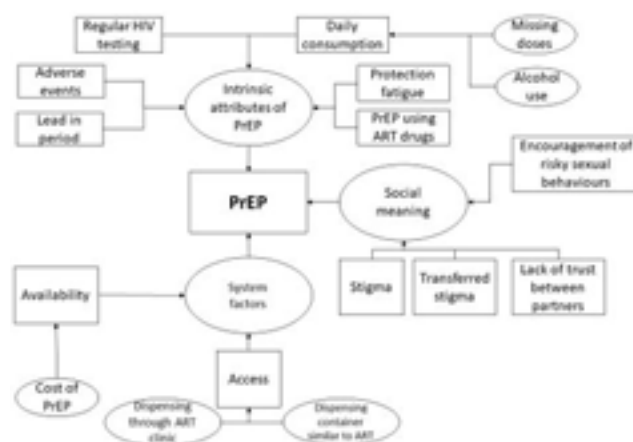 Regular HIV
testing
Daily
consumption
Missing
doses
Adverse
events
Intrinsic
attributes of
PrEP
Protection
fatigue
Alcohol
use
Lead in
period
PrEP using
ART drugs
Encouragement of
risky sexual
behaviours
PrEP
Social
meaning
Availability
System
factors
Stigma
Transferred
stigma
Lack of trust
between
partners
Access
Cost of
PrEP
Dispensing
through ART
clinic
Dispensing
container
similar to ART